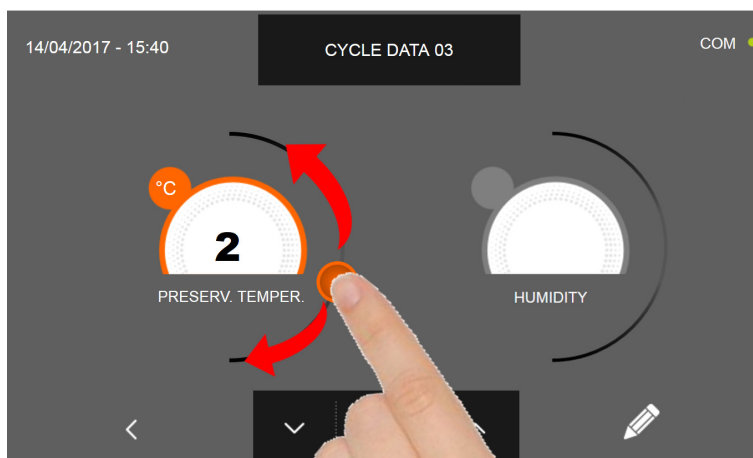 14/04/2017 - 15:40
CYCLE DATA 03
COM
°C
2
PRESERV. TEMPER.
HUMIDITY